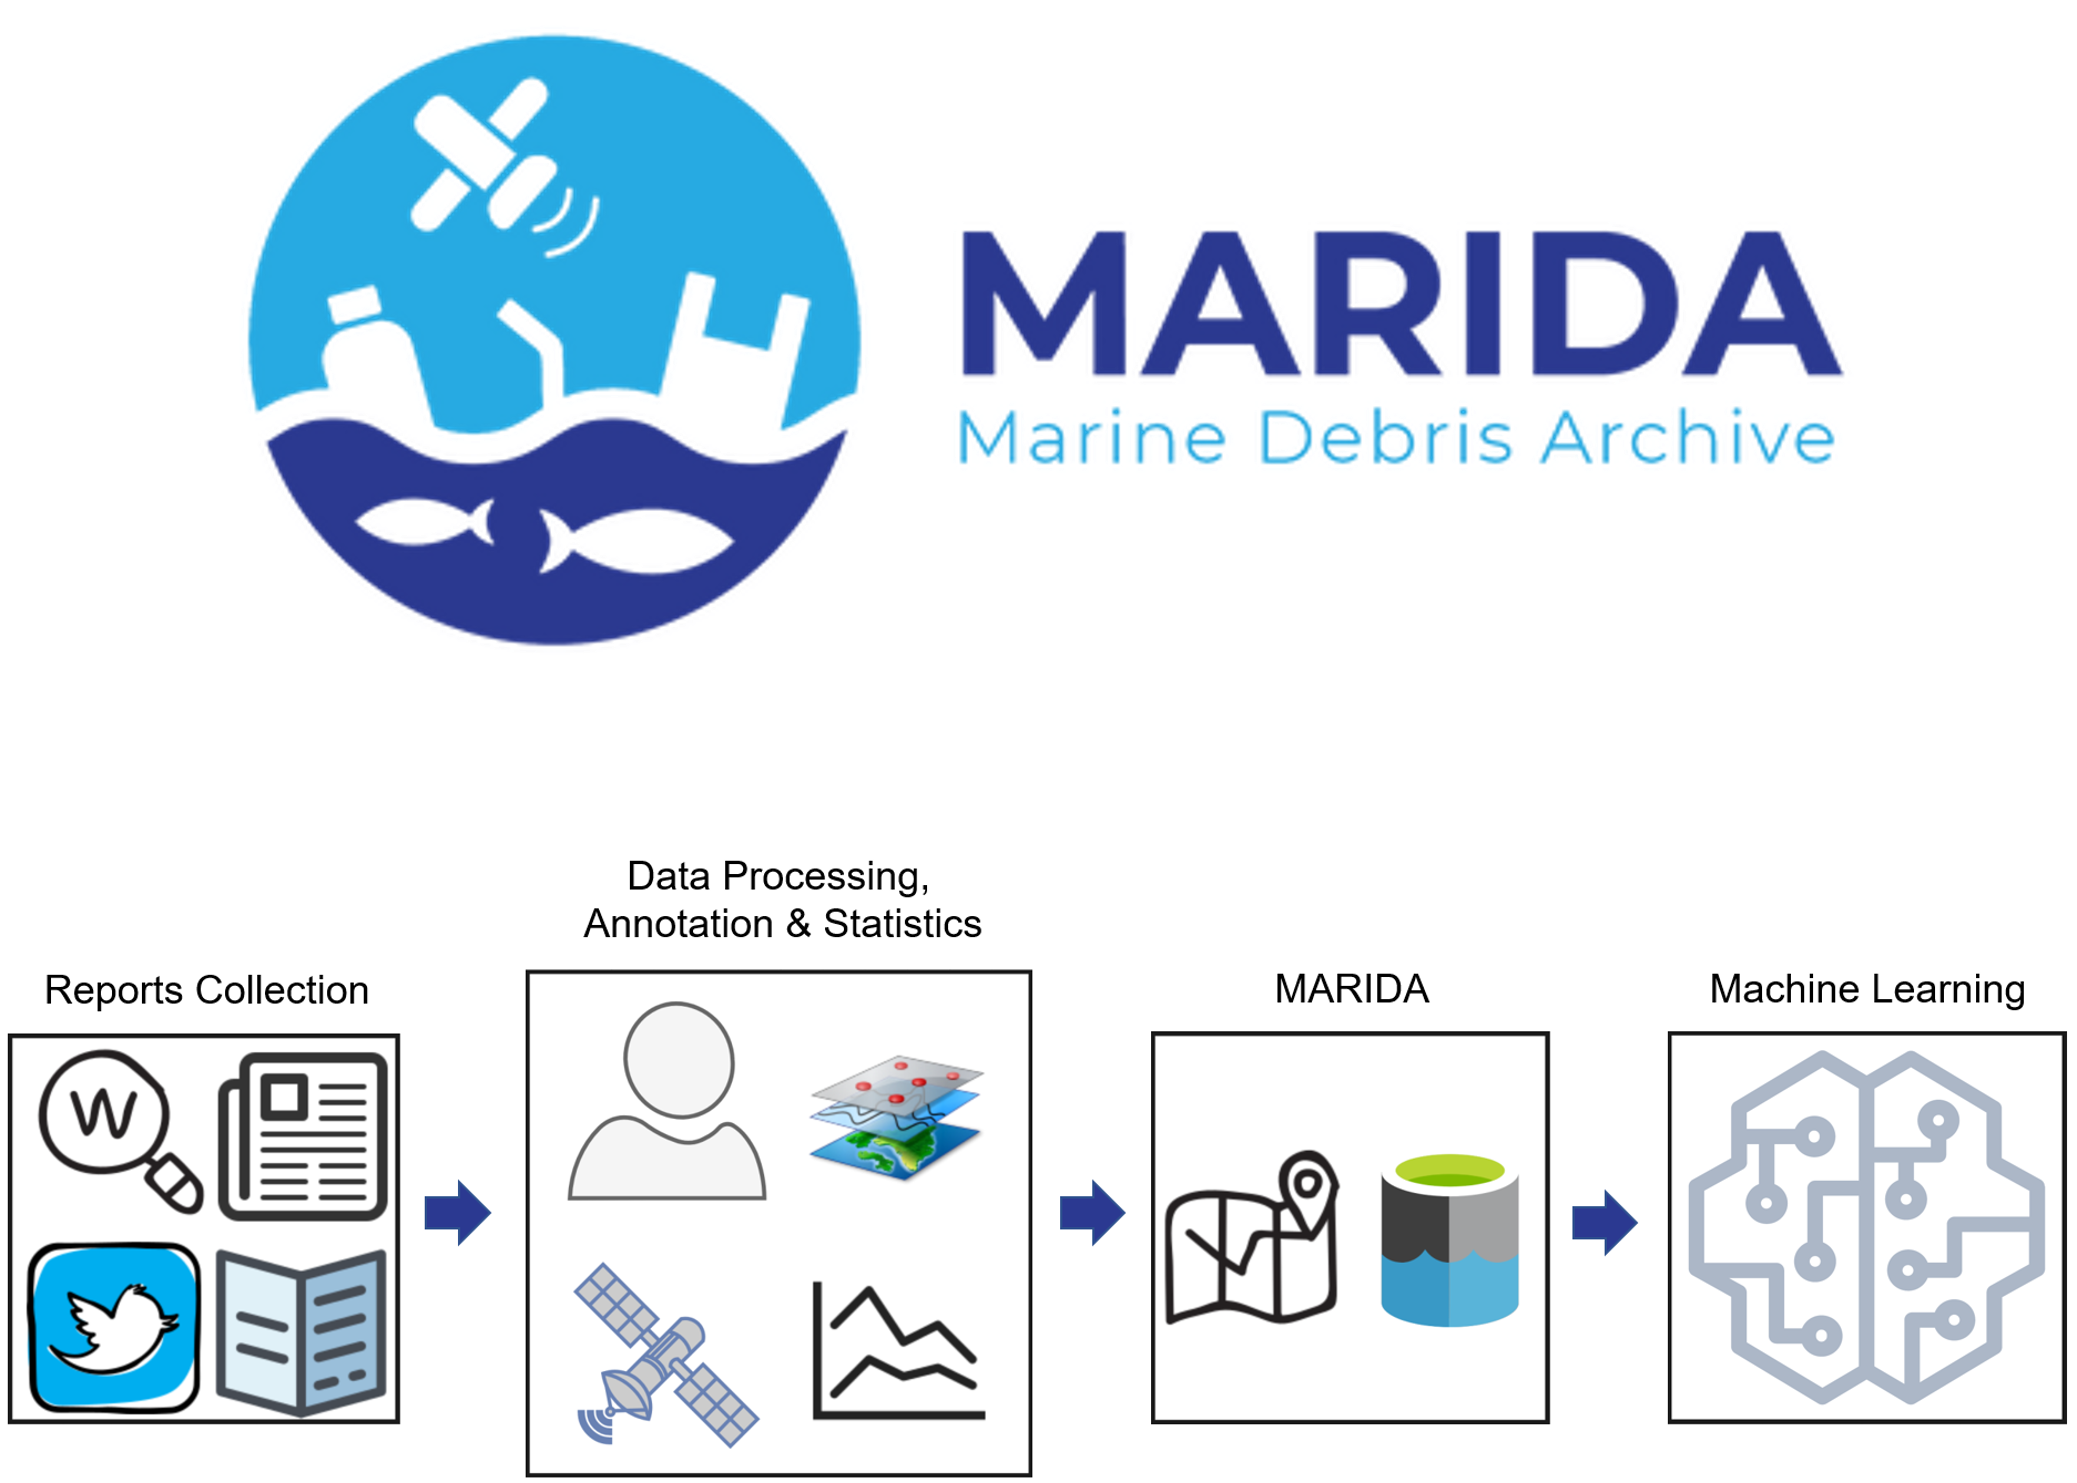 MARIDA
Marine Debris Archive
Data Processing,
Annotation & Statistics
Reports Collection
MARIDA
Machine Learning
W